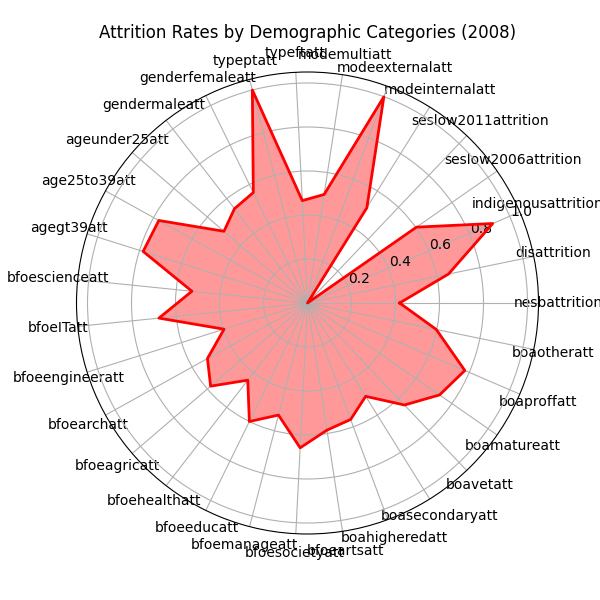 Attrition Rates by Demographic Categories (2008)
typeftatt
modemultiatt
typeptatt
modeexternalatt
genderfemaleatt
modeinternalatt
gendermaleatt
seslow2011attrition
ageunder25att
seslow2006attrition
age25to39att
indigenousattrition
1.0
agegt39att
0.8
0.6
disattrition
0.4
bfoescienceatt
0.2
nesbattrition
bfoeITatt
boaotheratt
bfoeengineeratt
boaproffatt
bfoearchatt
boamatureatt
bfoeagricatt
boavetatt
bfoehealthatt
boasecondaryatt
bfoeeducatt
boahigheredatt
bfoemanageatt
bfoesocietyatt
bfoeartsatt